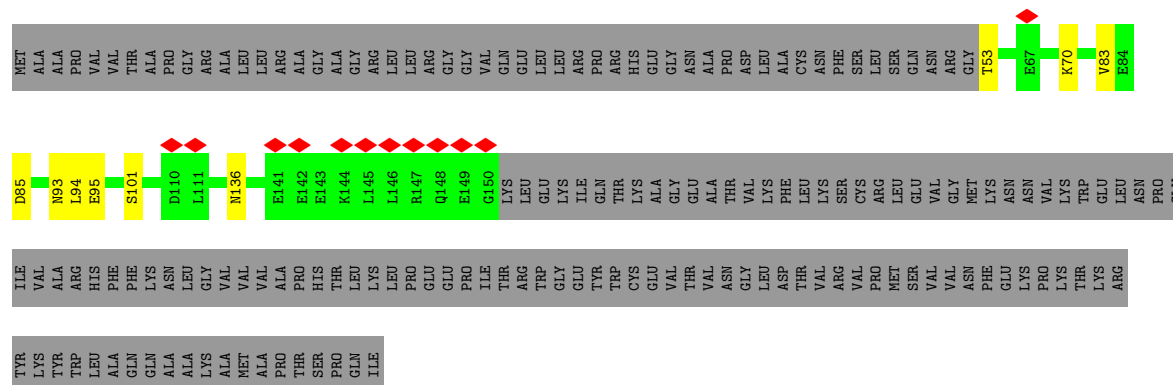 MET ALA ALA PRO VAL VAL THR ALA PRO GLY ARG ALA LEU LEU ARG ALA GLY ALA GLY ARG LEU LEU ARG GLY GLY VAL GLN GLU LEU LEU ARG PRO ARG HIS GLU GLY ASN ALA PRO ASP LEU ALA CYS ASN PHE SER LEU SER GLN ASN ARG GLY T53 E67 K70 V83 E84
D85 N93 L94 E95 S101 D110 L111 N136 E141 E142 E143 K144 L145 L146 R147 Q148 E149 G150 LYS LEU GLU LYS ILE GLN THR LYS ALA GLY GLU ALA THR VAL LYS PHE LEU LYS SER CYS ARG LEU GLU VAL GLY MET LYS ASN ASN VAL LYS TRP GLU LEU ASN PRO
ILE VAL ALA ARG HIS PHE PHE LYS ASN LEU GLY VAL VAL VAL ALA PRO HIS THR LEU LYS LEU PRO GLU GLU PRO ILE THR ARG TRP GLY GLU TYR TRP CYS GLU VAL THR VAL ASN GLY LEU ASP THR VAL ARG VAL PRO MET SER VAL VAL ASN PHE GLU LYS PRO LYS THR LYS ARG
TYR LYS TYR TRP LEU ALA GLN GLN ALA ALA LYS ALA MET ALA PRO THR SER PRO GLN ILE